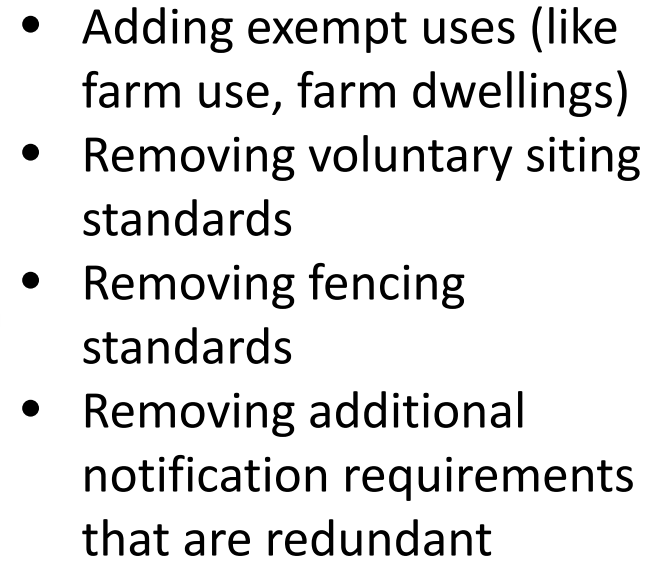 • Adding exempt uses (like
farm use, farm dwellings)
• Removing voluntary siting
standards
• Removing fencing
standards
• Removing additional
notification requirements
that are redundant